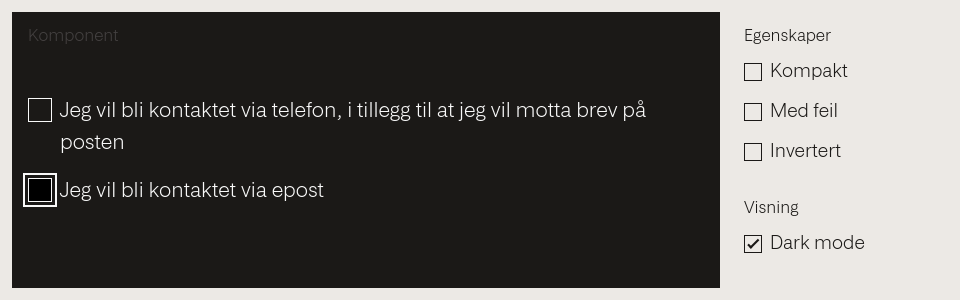 Komponent
Jeg vil bli kontaktet via telefon, i tillegg til at jeg vil motta brev på
posten
Jeg vil bli kontaktet via epost
Egenskaper
Kompakt
Med feil
Invertert
Visning
Dark mode